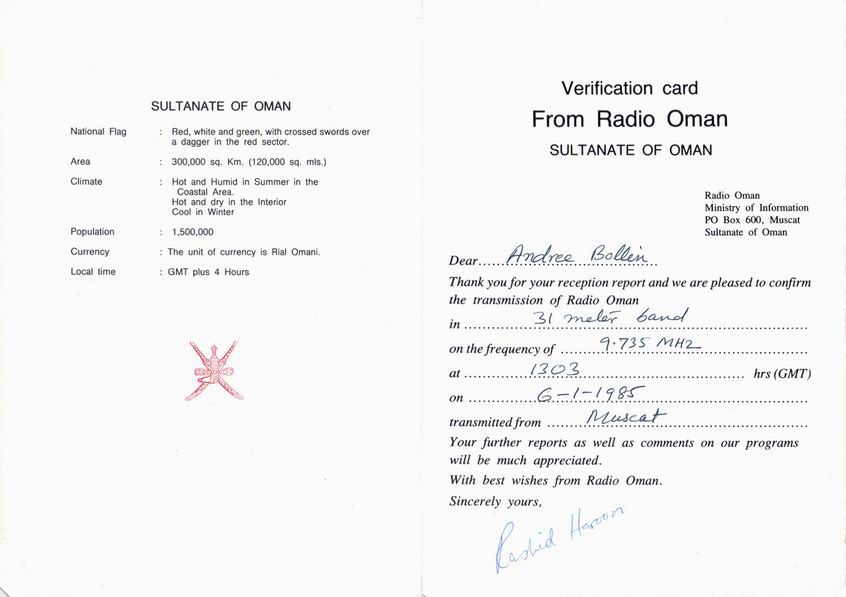 SULTANATE OF OMAN
National Flag : Red, white and green, with crossed swords over
a dagger in the red sector.
Area : 300,000 sq. Km. (120,000 sq. mls.)
Climate : Hot and Humid in Summer in the
Coastal Area.
Hot and dry in the Interior
Cool in Winter
Population : 1,500,000
Currency : The unit of currency is Rial Omani.
Local time : GMT plus 4 Hours
Verification card
From Radio Oman
SULTANATE OF OMAN
Radio Oman
Ministry of Information
PO Box 600, Muscat
Sultanate of Oman
Dear Andree Bollin
Thank you for your reception report and we are pleased to confirm
the transmission of Radio Oman
in 31 meter band
on the frequency of 9.735 MHz
at 1303 hrs (GMT)
on 6-1-1985
transmitted from Muscat
Your further reports as well as comments on our programs
will be much appreciated.
With best wishes from Radio Oman.
Sincerely yours,
Rashid Haroon